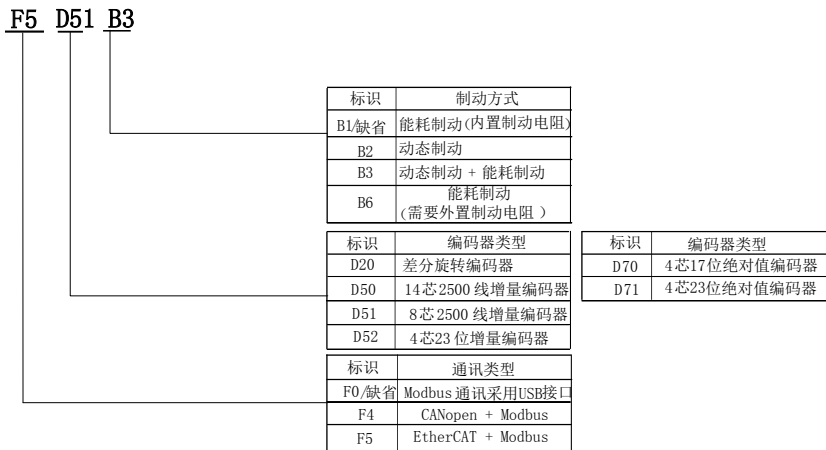 F5 D51 B3
标识 制动方式
B1/缺省 能耗制动(内置制动电阻)
B2 动态制动
B3 动态制动 + 能耗制动
B6 能耗制动
(需要外置制动电阻 )
标识 编码器类型
D20 差分旋转编码器
D50 14芯2500 线增量编码器
D51 8芯2500 线增量编码器
D52 4芯23 位增量编码器
标识 编码器类型
D70 4芯17位绝对值编码器
D71 4芯23位绝对值编码器
标识 通讯类型
F0/缺省 Modbus 通讯采用USB接口
F4 CANopen + Modbus
F5 EtherCAT + Modbus